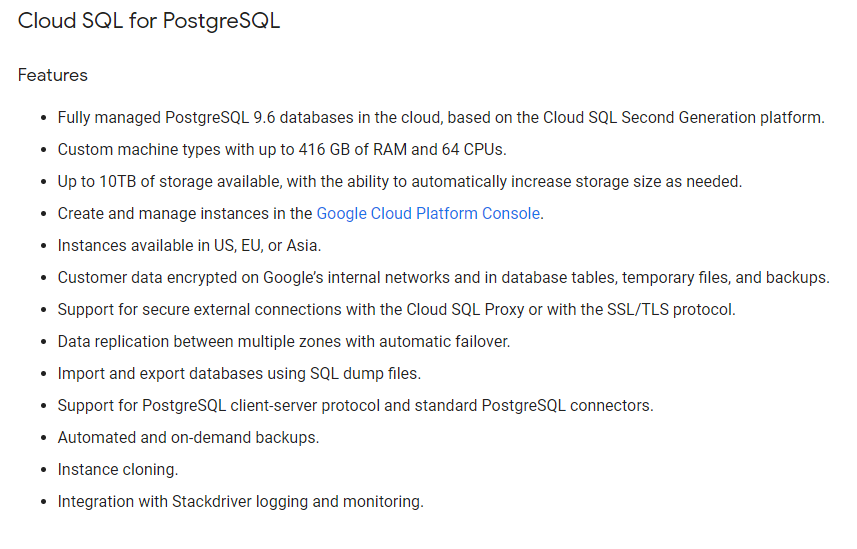 Cloud SQL for PostgreSQL
Features
• Fully managed PostgreSQL 9.6 databases in the cloud, based on the Cloud SQL Second Generation platform.
• Custom machine types with up to 416 GB of RAM and 64 CPUs.
• Up to 10TB of storage available, with the ability to automatically increase storage size as needed.
• Create and manage instances in the Google Cloud Platform Console.
• Instances available in US, EU, or Asia.
• Customer data encrypted on Google’s internal networks and in database tables, temporary files, and backups.
• Support for secure external connections with the Cloud SQL Proxy or with the SSL/TLS protocol.
• Data replication between multiple zones with automatic failover.
• Import and export databases using SQL dump files.
• Support for PostgreSQL client-server protocol and standard PostgreSQL connectors.
• Automated and on-demand backups.
• Instance cloning.
• Integration with Stackdriver logging and monitoring.